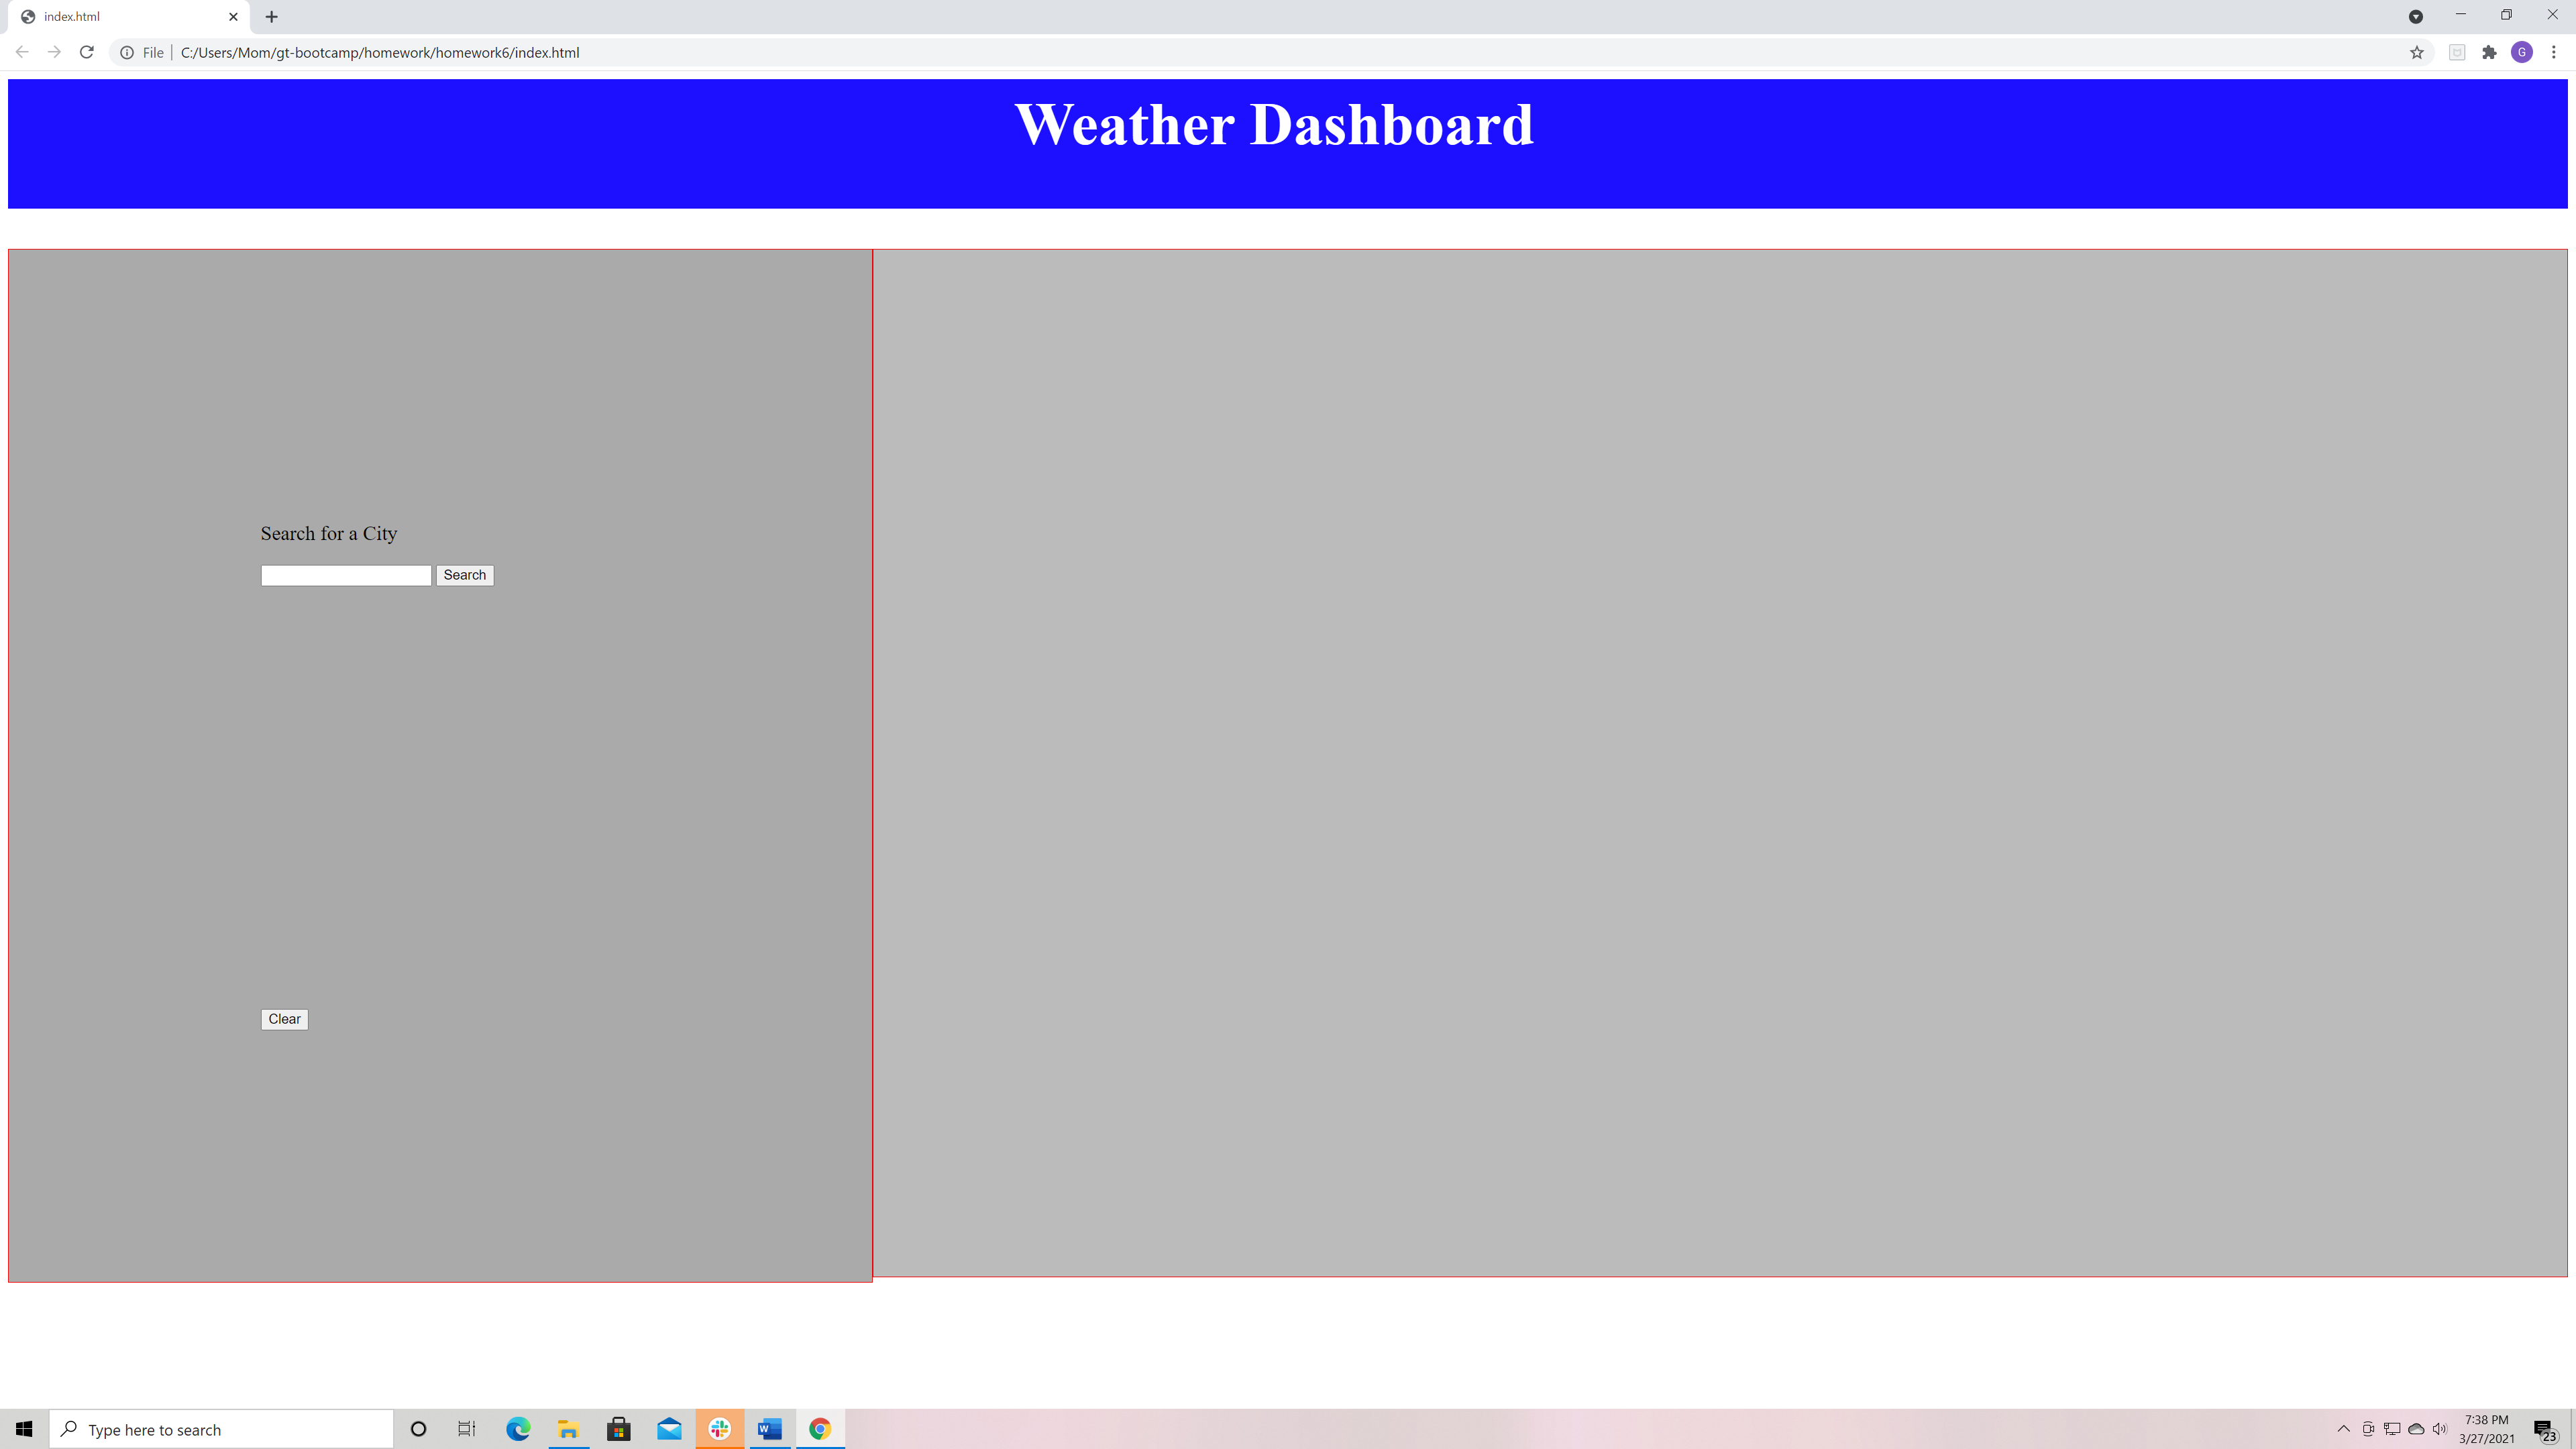 index.html
File
C:/Users/Mom/gt-bootcamp/homework/homework6/index.html
G
Weather Dashboard
Search for a City
Search
Clear
Type here to search
W
7:38 PM
3/27/2021
23